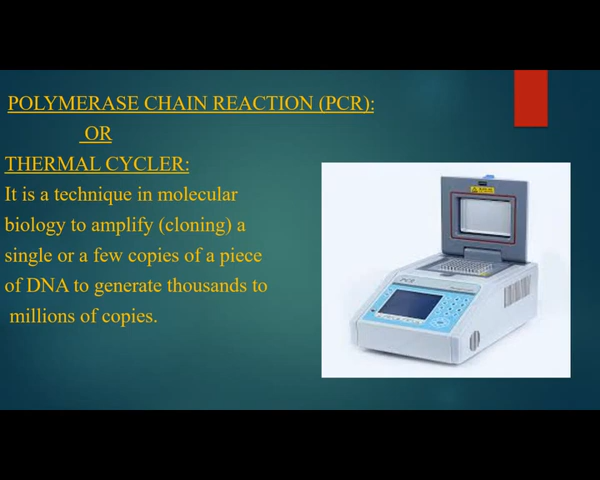 POLYMERASE CHAIN REACTION (PCR):
OR
THERMAL CYCLER:
It is a technique in molecular
biology to amplify (cloning) a
single or a few copies of a piece
of DNA to generate thousands to
millions of copies.
PCR